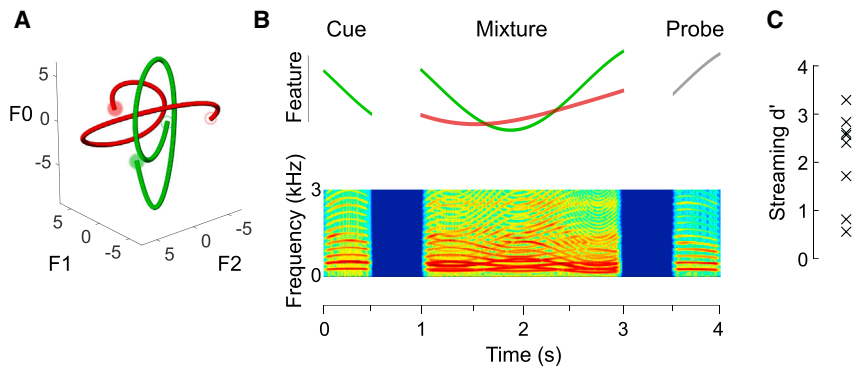 A
F0
5
0
-5
5
0
-5
F1
5
0
-5
F2
B
Cue
Mixture
Probe
Feature
Frequency (kHz)
3
0
0
1
2
3
4
Time (s)
C
Streaming d'
4
3
2
1
0